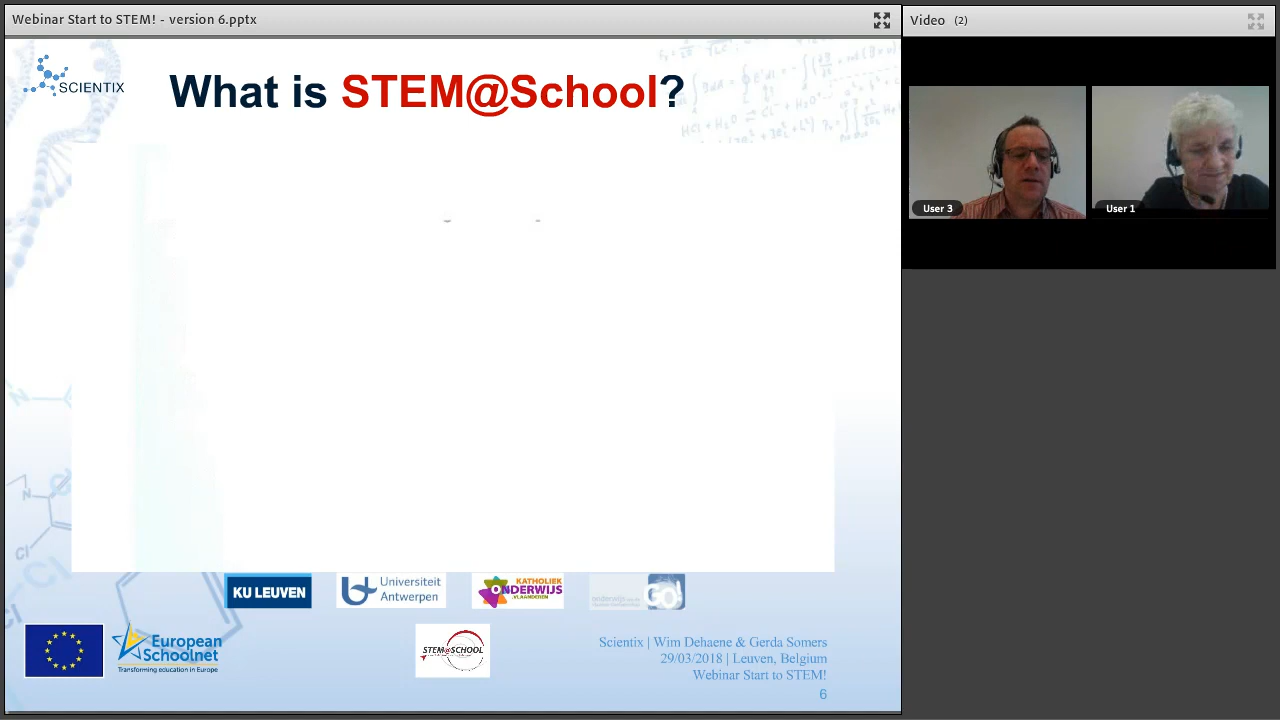 Webinar Start to STEM! - version 6.pptx
Video (2)
SCIENTIX
What is STEM@School?
User 3
User 1
KU LEUVEN
Universiteit
Antwerpen
KATHOLIEK
ONDERWIJS
.VLAANDEREN
GO!
European
Schoolnet
Transforming education in Europe
STEM@SCHOOL
Scientix | Wim Dehaene & Gerda Somers
29/03/2018 | Leuven, Belgium
Webinar Start to STEM!
6